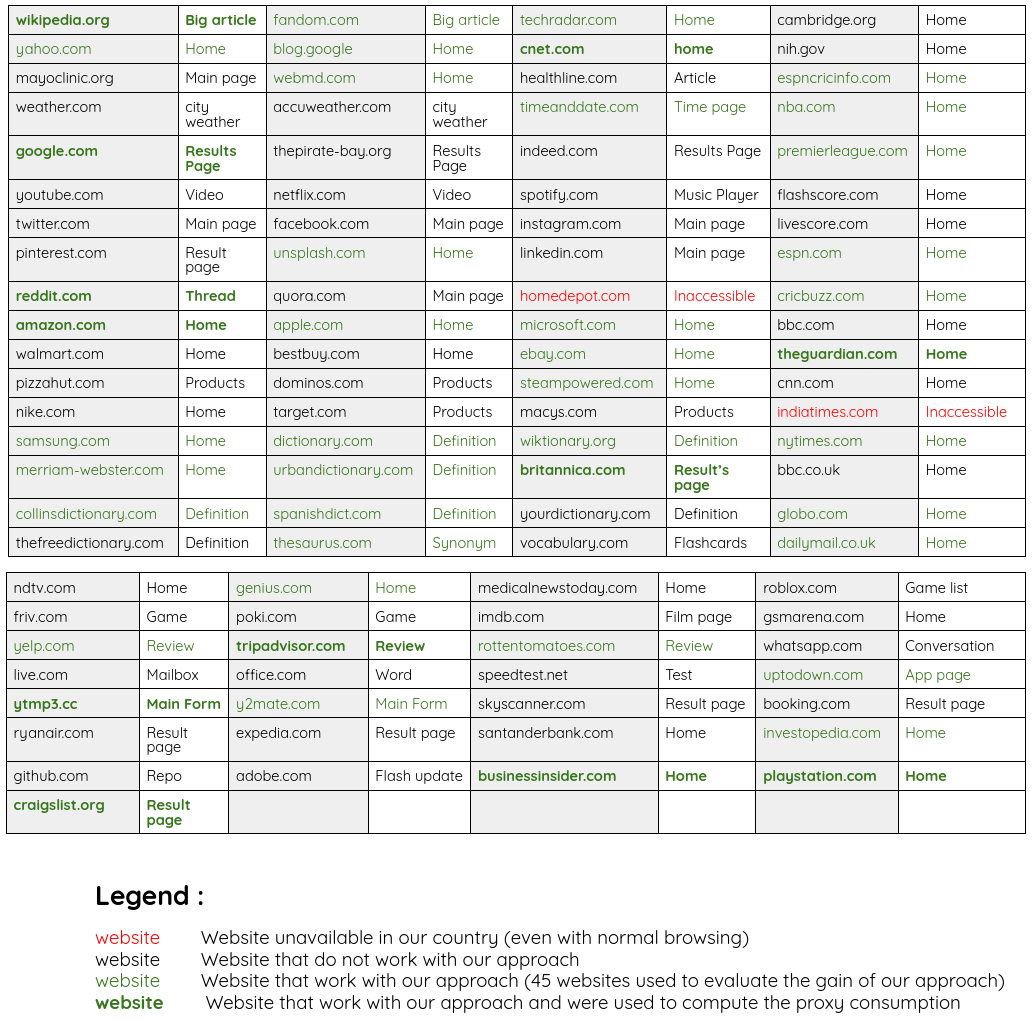 wikipedia.org Big article fandom.com Big article techradar.com Home cambridge.org Home
yahoo.com Home blog.google Home cnet.com home nih.gov Home
mayoclinic.org Main page webmd.com Home healthline.com Article espncricinfo.com Home
weather.com city weather accuweather.com city weather timeanddate.com Time page nba.com Home
google.com Results Page thepirate-bay.org Results Page indeed.com Results Page premierleague.com Home
youtube.com Video netflix.com Video spotify.com Music Player flashscore.com Home
twitter.com Main page facebook.com Main page instagram.com Main page livescore.com Home
pinterest.com Result page unsplash.com Home linkedin.com Main page espn.com Home
reddit.com Thread quora.com Main page homedepot.com Inaccessible cricbuzz.com Home
amazon.com Home apple.com Home microsoft.com Home bbc.com Home
walmart.com Home bestbuy.com Home ebay.com Home theguardian.com Home
pizzahut.com Products dominos.com Products steampowered.com Home cnn.com Home
nike.com Home target.com Products macys.com Products indiatimes.com Inaccessible
samsung.com Home dictionary.com Definition wiktionary.org Definition nytimes.com Home
merriam-webster.com Home urbandictionary.com Definition britannica.com Result's page bbc.co.uk Home
collinsdictionary.com Definition spanishdict.com Definition yourdictionary.com Definition globo.com Home
thefreedictionary.com Definition thesaurus.com Synonym vocabulary.com Flashcards dailymail.co.uk Home
ndtv.com Home genius.com Home medicalnewstoday.com Home roblox.com Game list
friv.com Game poki.com Game imdb.com Film page gsmarena.com Home
yelp.com Review tripadvisor.com Review rottentomatoes.com Review whatsapp.com Conversation
live.com Mailbox office.com Word speedtest.net Test uptodown.com App page
ytmp3.cc Main Form y2mate.com Main Form skyscanner.com Result page booking.com Result page
ryanair.com Result page expedia.com Result page santanderbank.com Home investopedia.com Home
github.com Repo adobe.com Flash update businessinsider.com Home playstation.com Home
craigslist.org Result page
Legend :
website Website unavailable in our country (even with normal browsing)
website Website that do not work with our approach
website Website that work with our approach (45 websites used to evaluate the gain of our approach)
website Website that work with our approach and were used to compute the proxy consumption